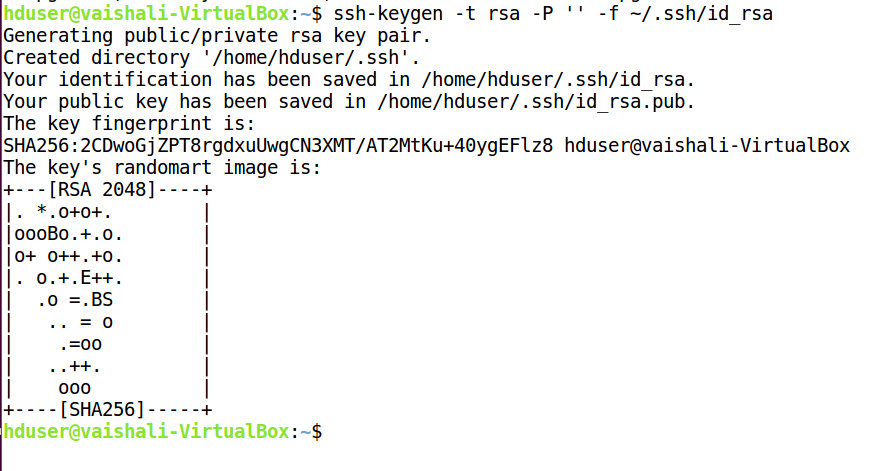 hduser@vaishali-VirtualBox:~$ ssh-keygen -t rsa -P '' -f ~/.ssh/id_rsa
Generating public/private rsa key pair.
Created directory '/home/hduser/.ssh'.
Your identification has been saved in /home/hduser/.ssh/id_rsa.
Your public key has been saved in /home/hduser/.ssh/id_rsa.pub.
The key fingerprint is:
SHA256:2CDwoGjZPT8rgdxuUwgCN3XMT/AT2MtKu+40ygEFlz8 hduser@vaishali-VirtualBox
The key's randomart image is:
+---[RSA 2048]----+
|. *.o+o+.        |
|oooBo.+.o.       |
|o+ o++.+o.       |
|. o.+.E++.       |
|  .o =.BS        |
|   .. = o        |
|    .=oo         |
|   ..++.         |
|    ooo          |
+----[SHA256]-----+
hduser@vaishali-VirtualBox:~$